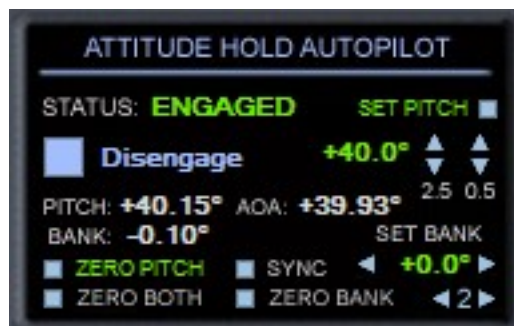 ATTITUDE HOLD AUTOPILOT
STATUS: ENGAGED SET PITCH
Disengage +40.0°
2.5 0.5
PITCH: +40.15° AOA: +39.93°
BANK: -0.10° SET BANK
ZERO PITCH SYNC +0.0°
ZERO BOTH ZERO BANK 2